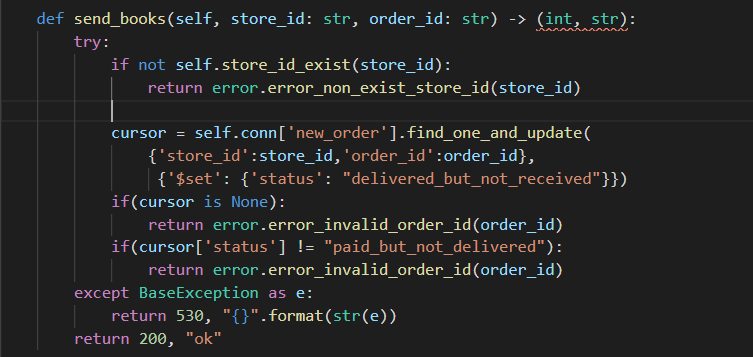 def send_books(self, store_id: str, order_id: str) -> (int, str):
    try:
        if not self.store_id_exist(store_id):
            return error.error_non_exist_store_id(store_id)
        cursor = self.conn['new_order'].find_one_and_update(
            {'store_id':store_id,'order_id':order_id},
             {'$set': {'status': "delivered_but_not_received"}})
        if(cursor is None):
            return error.error_invalid_order_id(order_id)
        if(cursor['status'] != "paid_but_not_delivered"):
            return error.error_invalid_order_id(order_id)
    except BaseException as e:
        return 530, "{}".format(str(e))
    return 200, "ok"